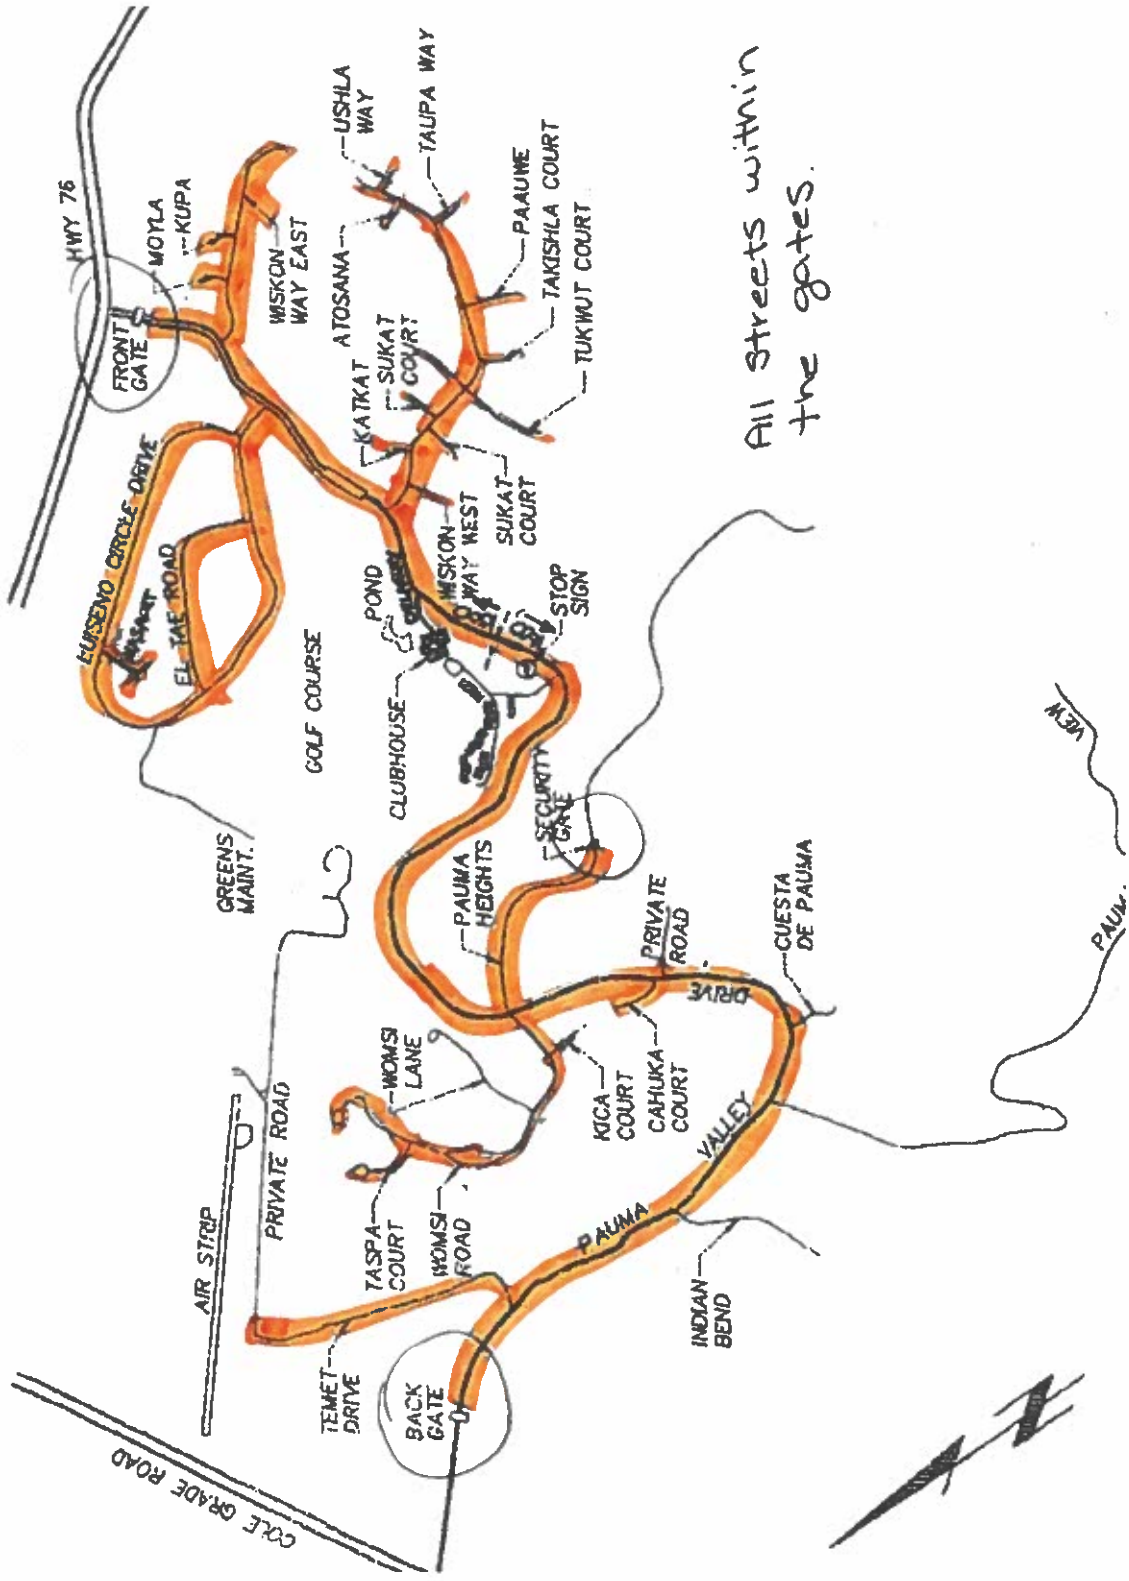 HWY 76
FRONT
GATE
MOYLA
KUPA
WISKON
WAY EAST
USHLA
WAY
TAUPA WAY
ATOSANA
PAAUWE
TAKISHLA COURT
TUKWUT COURT
SUKAT
COURT
KATKAT
SUKAT
COURT
WISKON
WAY WEST
STOP
SIGN
POND
CLUBHOUSE
GOLF COURSE
LUISENO CIRCLE DRIVE
EL TAE ROAD
GREENS
MAINT.
SECURITY
GATE
PAUMA
HEIGHTS
PRIVATE
ROAD
CUESTA
DE PAUMA
WOMSI
LANE
KICA
COURT
CAHUKA
COURT
TASPA
COURT
WOMSI
ROAD
PAUMA
VALLEY
DRIVE
INDIAN
BEND
PRIVATE ROAD
AIR STRIP
TEMET
DRIVE
BACK
GATE
COLE GRADE ROAD
VIEW
All streets within
the gates.